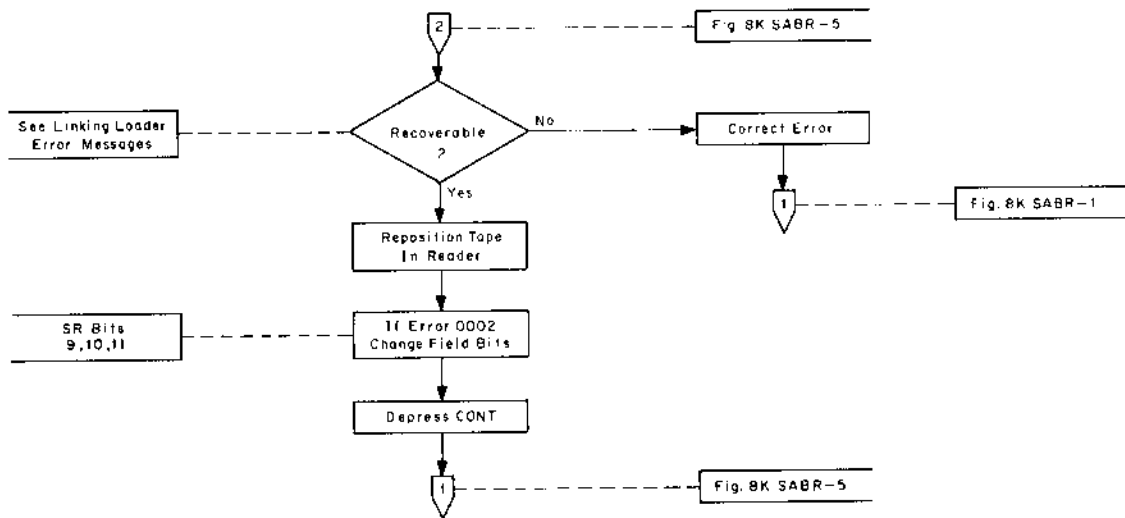 2
Fig. 8K SABR-5
See Linking Loader
Error Messages
Recoverable
?
No
Correct Error
Yes
1
Fig. 8K SABR-1
Reposition Tape
In Reader
SR Bits
9,10,11
If Error 0002
Change Field Bits
Depress CONT
1
Fig. 8K SABR-5